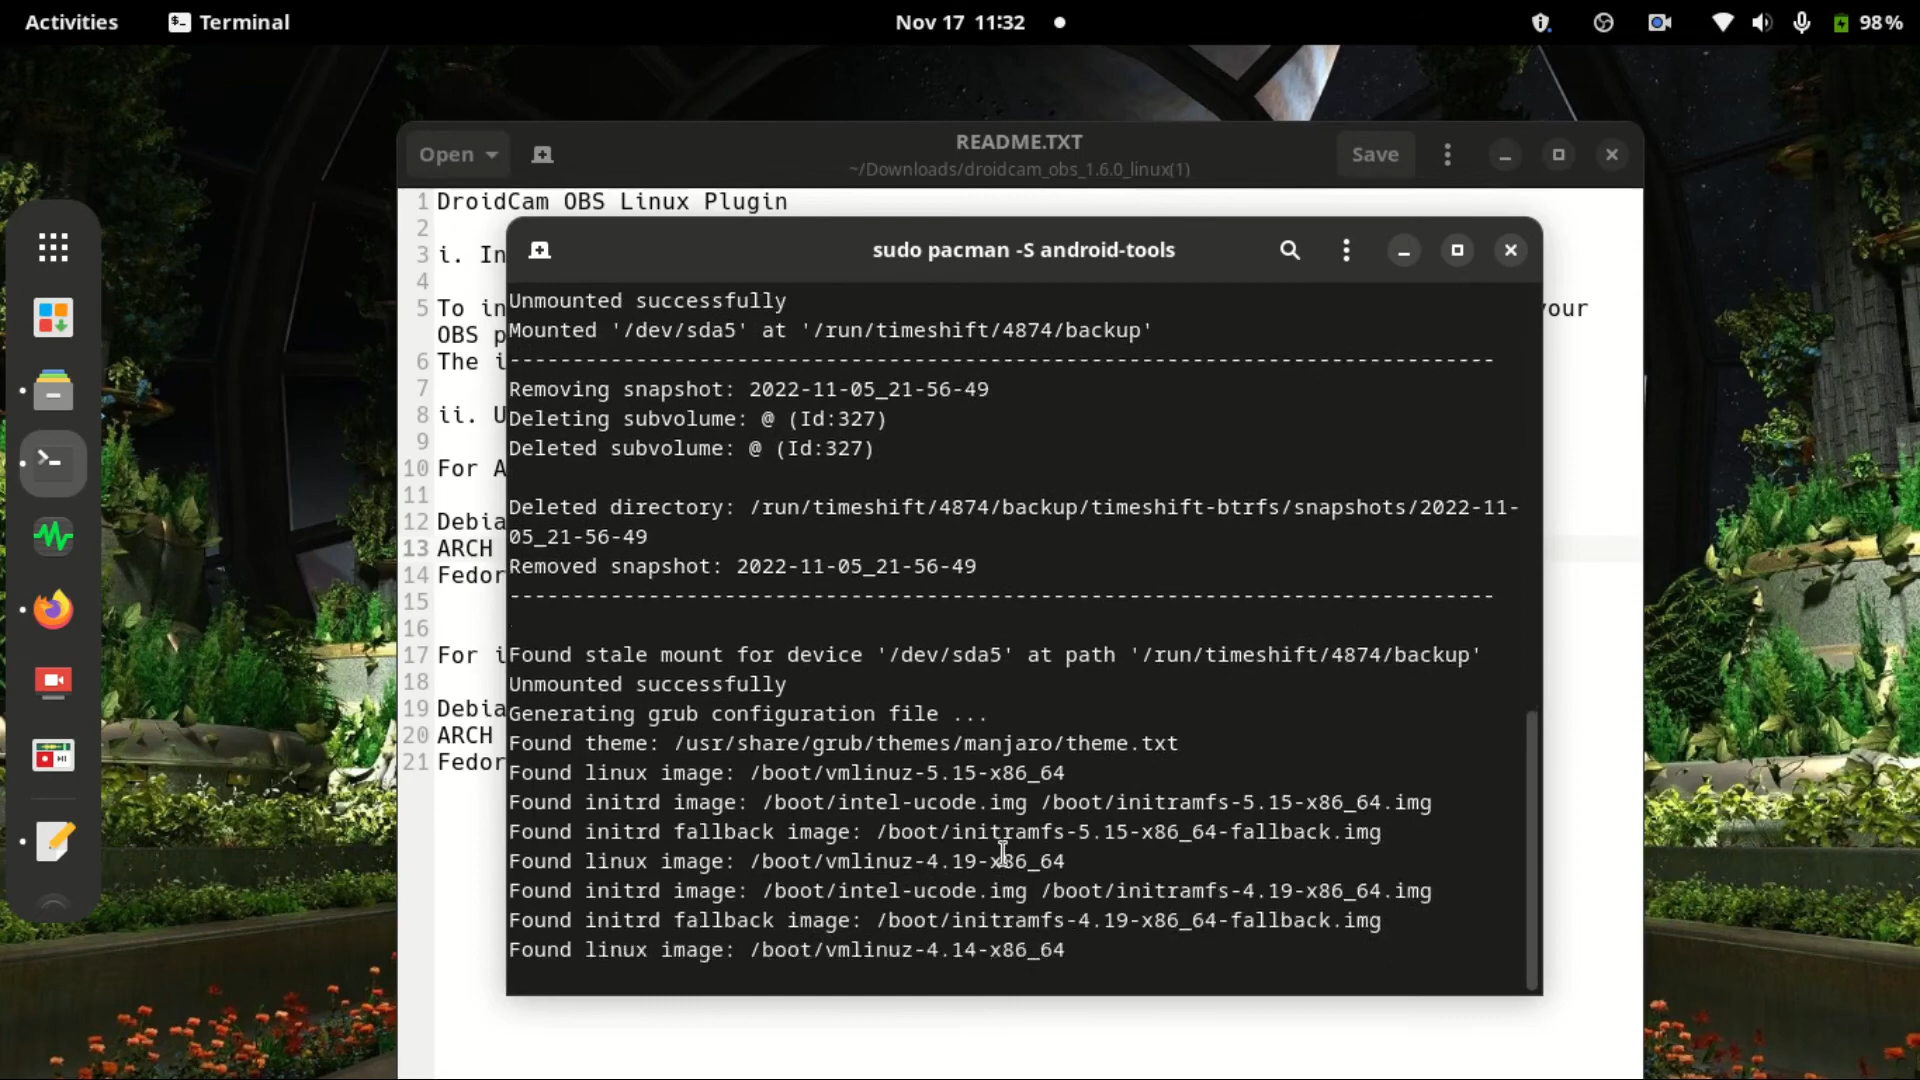 Activities
Terminal
Nov 17 11:32
98%
Open
README.TXT
~/Downloads/droidcam_obs_1.6.0_linux(1)
Save
1 DroidCam OBS Linux Plugin
2
3 i. In
4
5 To in
your
OBS p
6 The i
7
8 ii. U
9
10 For A
11
12 Debia
13 ARCH
14 Fedor
15
16
17 For i
18
19 Debia
20 ARCH
21 Fedor
sudo pacman -S android-tools
Unmounted successfully
Mounted '/dev/sda5' at '/run/timeshift/4874/backup'
------------------------------------------------------------------------------
Removing snapshot: 2022-11-05_21-56-49
Deleting subvolume: @ (Id:327)
Deleted subvolume: @ (Id:327)
Deleted directory: /run/timeshift/4874/backup/timeshift-btrfs/snapshots/2022-11-
05_21-56-49
Removed snapshot: 2022-11-05_21-56-49
------------------------------------------------------------------------------
Found stale mount for device '/dev/sda5' at path '/run/timeshift/4874/backup'
Unmounted successfully
Generating grub configuration file ...
Found theme: /usr/share/grub/themes/manjaro/theme.txt
Found linux image: /boot/vmlinuz-5.15-x86_64
Found initrd image: /boot/intel-ucode.img /boot/initramfs-5.15-x86_64.img
Found initrd fallback image: /boot/initramfs-5.15-x86_64-fallback.img
Found linux image: /boot/vmlinuz-4.19-x86_64
Found initrd image: /boot/intel-ucode.img /boot/initramfs-4.19-x86_64.img
Found initrd fallback image: /boot/initramfs-4.19-x86_64-fallback.img
Found linux image: /boot/vmlinuz-4.14-x86_64